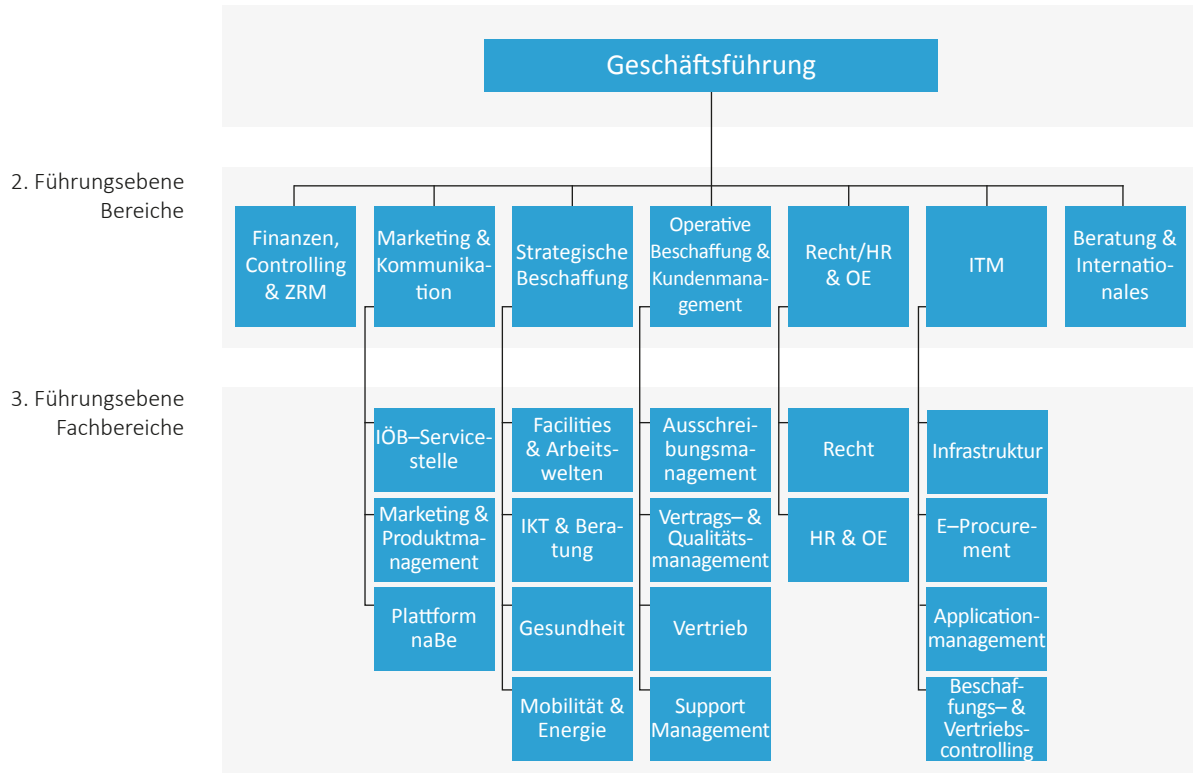 Geschäftsführung
2. Führungsebene
Bereiche
Finanzen,
Controlling
& ZRM
Marketing &
Kommunika-
tion
Strategische
Beschaffung
Operative
Beschaffung &
Kundenmana-
gement
Recht/HR
& OE
ITM
Beratung &
Internatio-
nales
3. Führungsebene
Fachbereiche
IÖB–Service-
stelle
Marketing &
Produktma-
nagement
Plattform
naBe
Facilities
& Arbeits-
welten
IKT & Bera-
tung
Gesundheit
Mobilität &
Energie
Ausschrei-
bungsma-
nagement
Vertrags– &
Qualitäts-
management
Vertrieb
Support
Management
Recht
HR & OE
Infrastruktur
E–Procure-
ment
Application-
management
Beschaf-
fungs– &
Vertriebs-
controlling